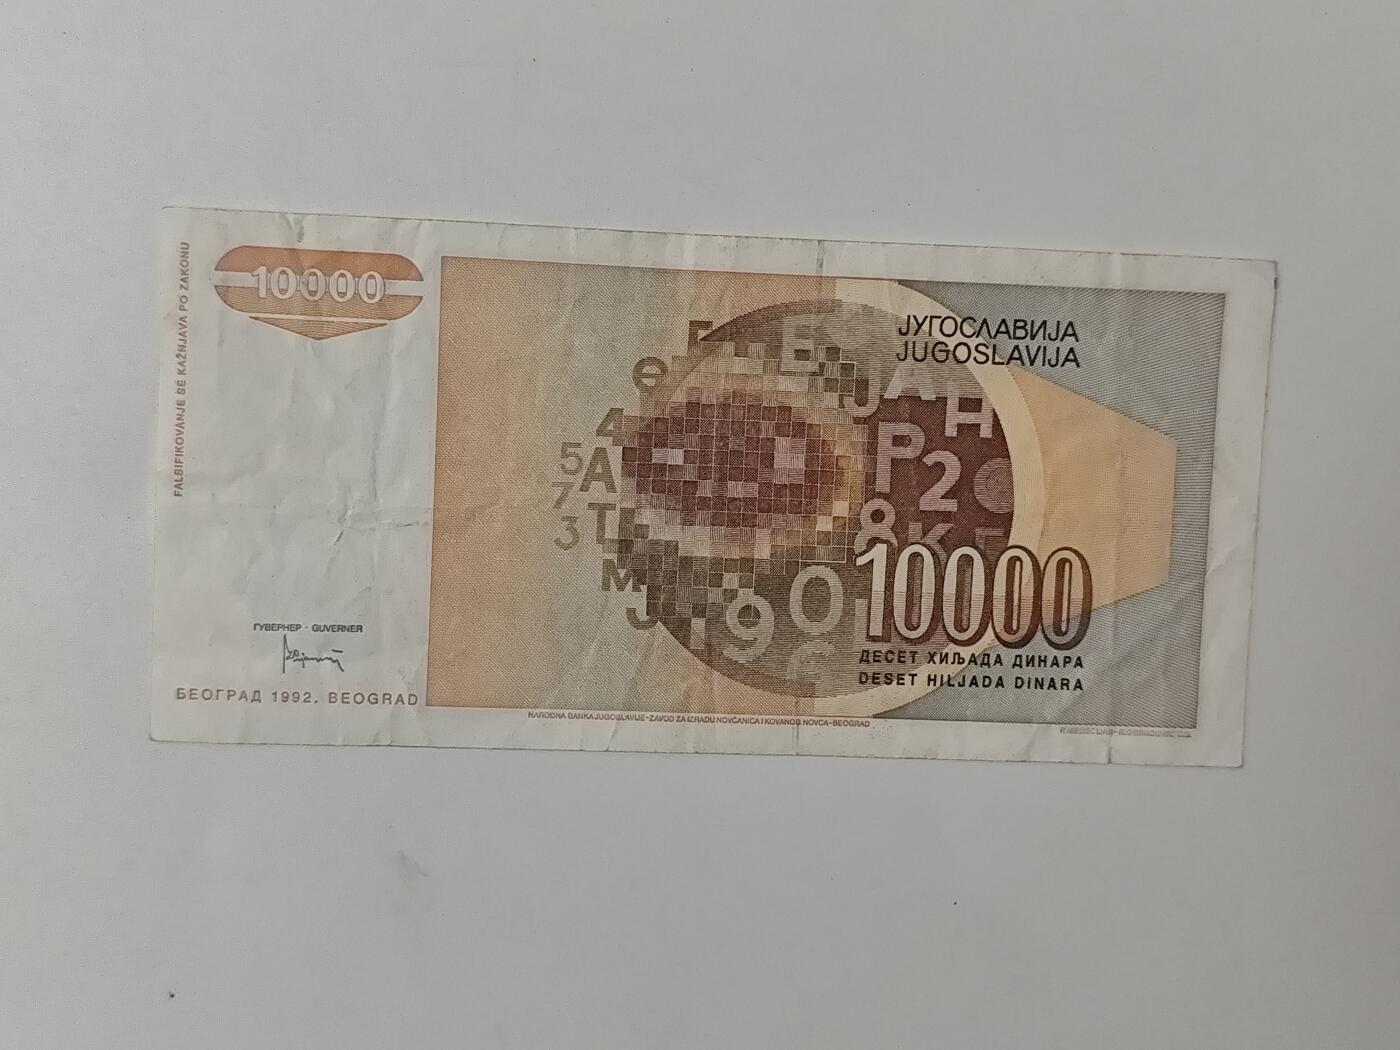 FALSIFIKOVANJE SE KAŽNJAVA PO ZAKONU
10000
ЈУГОСЛАВИЈА
JUGOSLAVIJA
10000
ДЕСЕТ ХИЉАДА ДИНАРА
DESET HILJADA DINARA
ГУВЕРНЕР - GUVERNER
БЕОГРАД 1992. BEOGRAD
NARODNA BANKA JUGOSLAVIJE-ZAVOD ZA IZRADU NOVČANICA I KOVANOG NOVCA-BEOGRAD